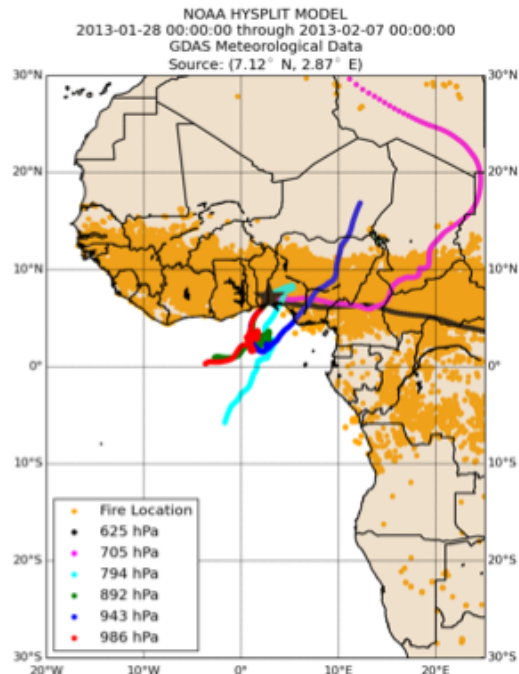 NOAA HYSPLIT MODEL
2013-01-28 00:00:00 through 2013-02-07 00:00:00
GDAS Meteorological Data
Source: (7.12° N, 2.87° E)
30°N 30°N
20°N 20°N
10°N 10°N
0° 0°
10°S 10°S
20°S 20°S
30°S 30°S
Fire Location
625 hPa
705 hPa
794 hPa
892 hPa
943 hPa
986 hPa
20°W 10°W 0° 10°E 20°E